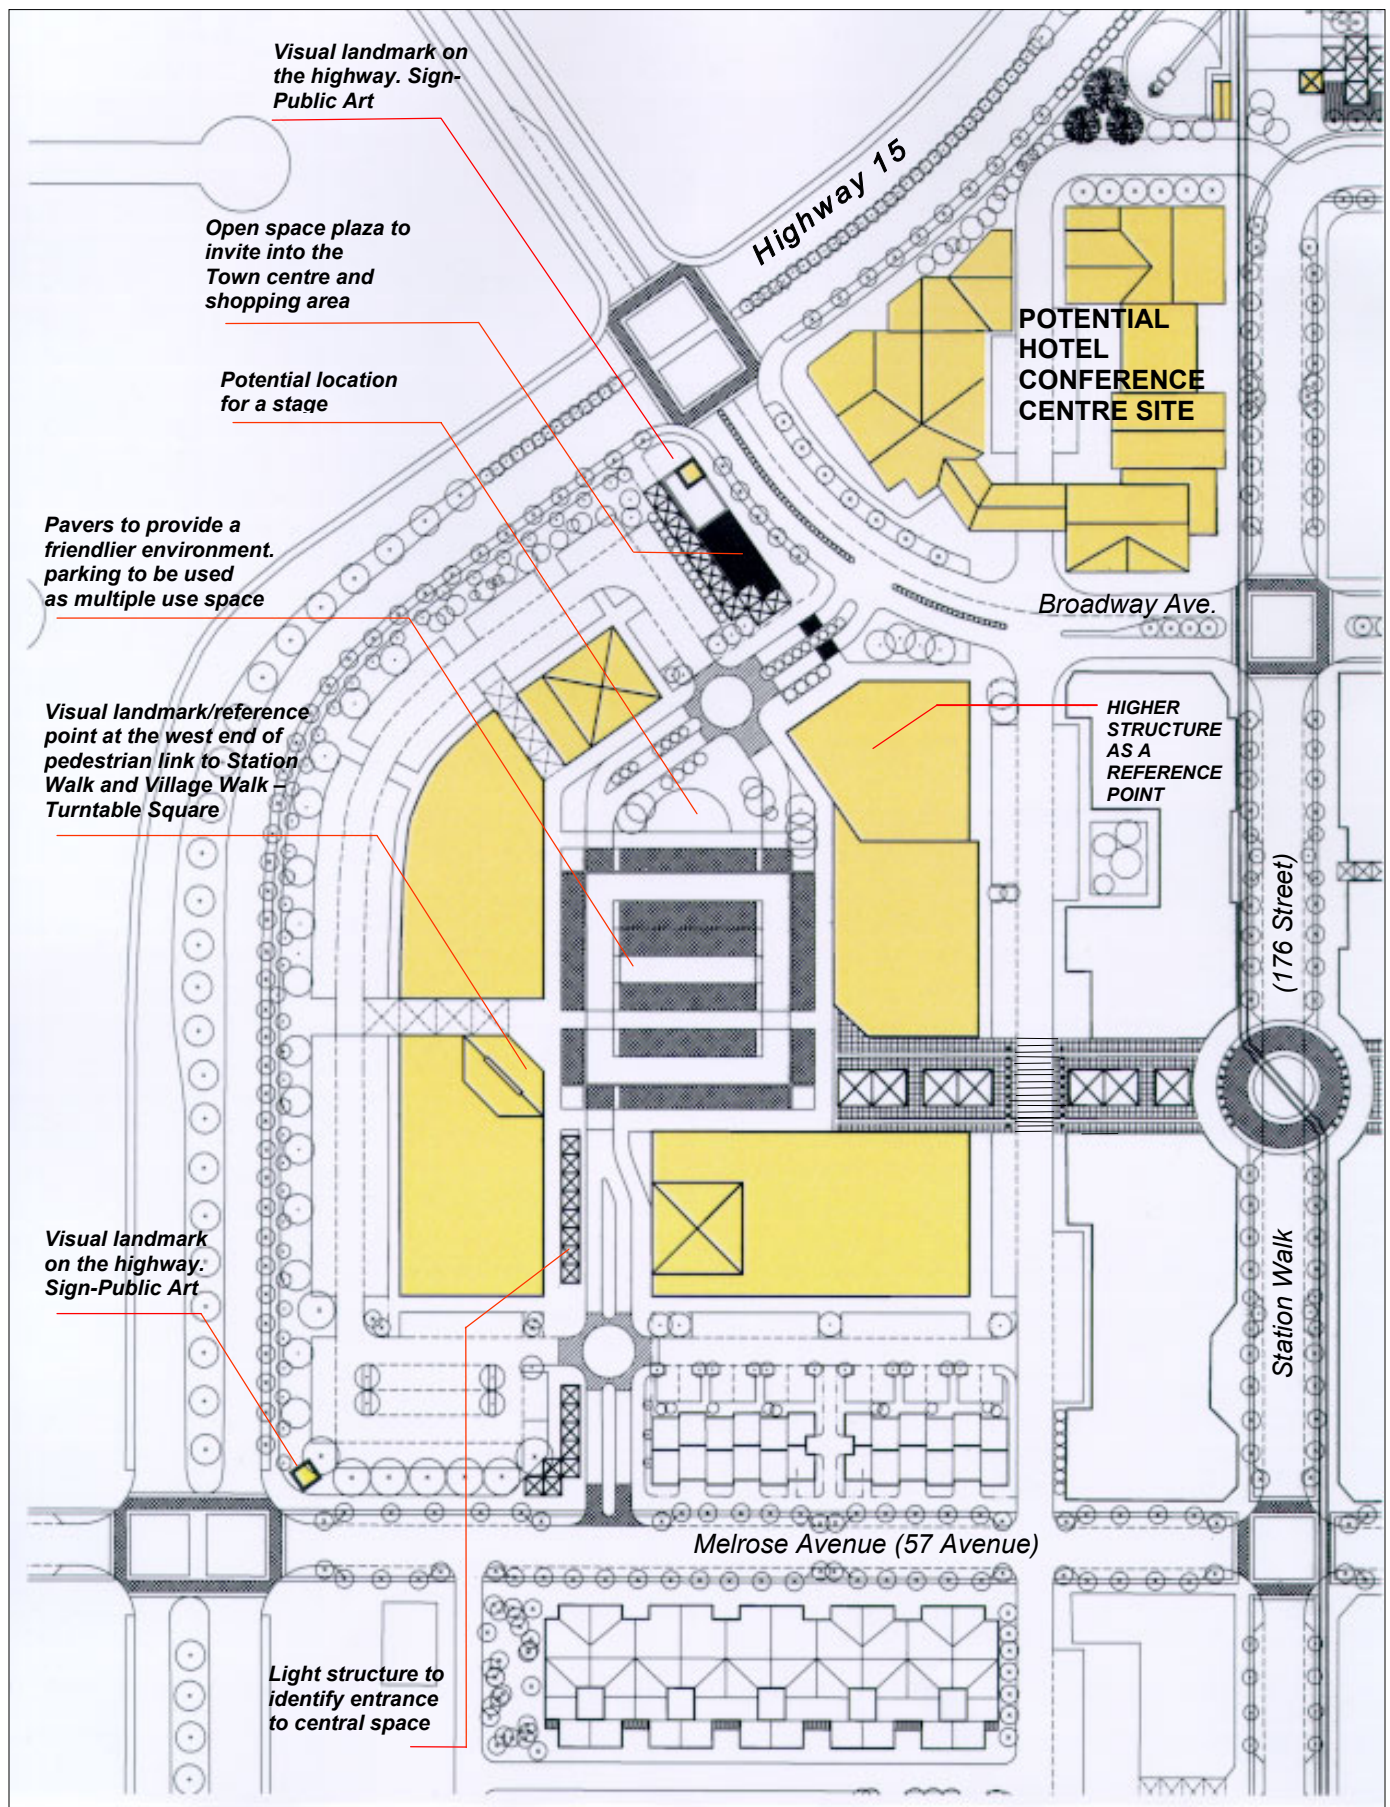 Visual landmark on
the highway. Sign-
Public Art
Highway 15
Open space plaza to
invite into the
Town centre and
shopping area
POTENTIAL
HOTEL
CONFERENCE
CENTRE SITE
Potential location
for a stage
Pavers to provide a
friendlier environment.
parking to be used
as multiple use space
Broadway Ave.
Visual landmark/reference
point at the west end of
pedestrian link to Station
Walk and Village Walk –
Turntable Square
HIGHER
STRUCTURE
AS A
REFERENCE
POINT
(176 Street)
Station Walk
Visual landmark
on the highway.
Sign-Public Art
Melrose Avenue (57 Avenue)
Light structure to
identify entrance
to central space